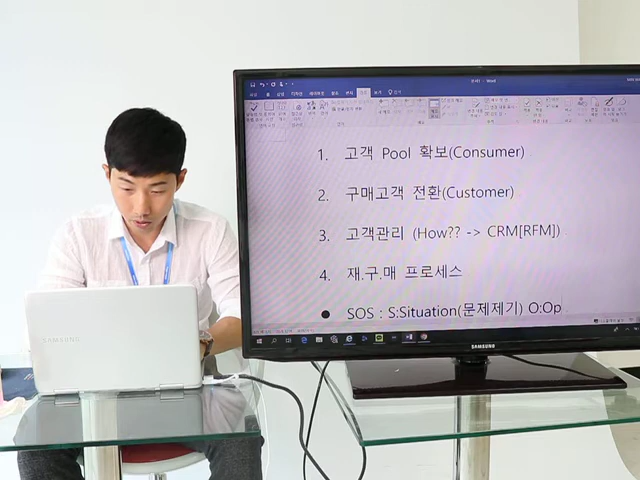 Word
1. 고객 Pool 확보(Consumer)
2. 구매고객 전환(Customer)
3. 고객관리 (How?? -> CRM[RFM])
4. 재.구.매 프로세스
● SOS : S:Situation(문제제기) O:Op
SAMSUNG
SAMSUNG